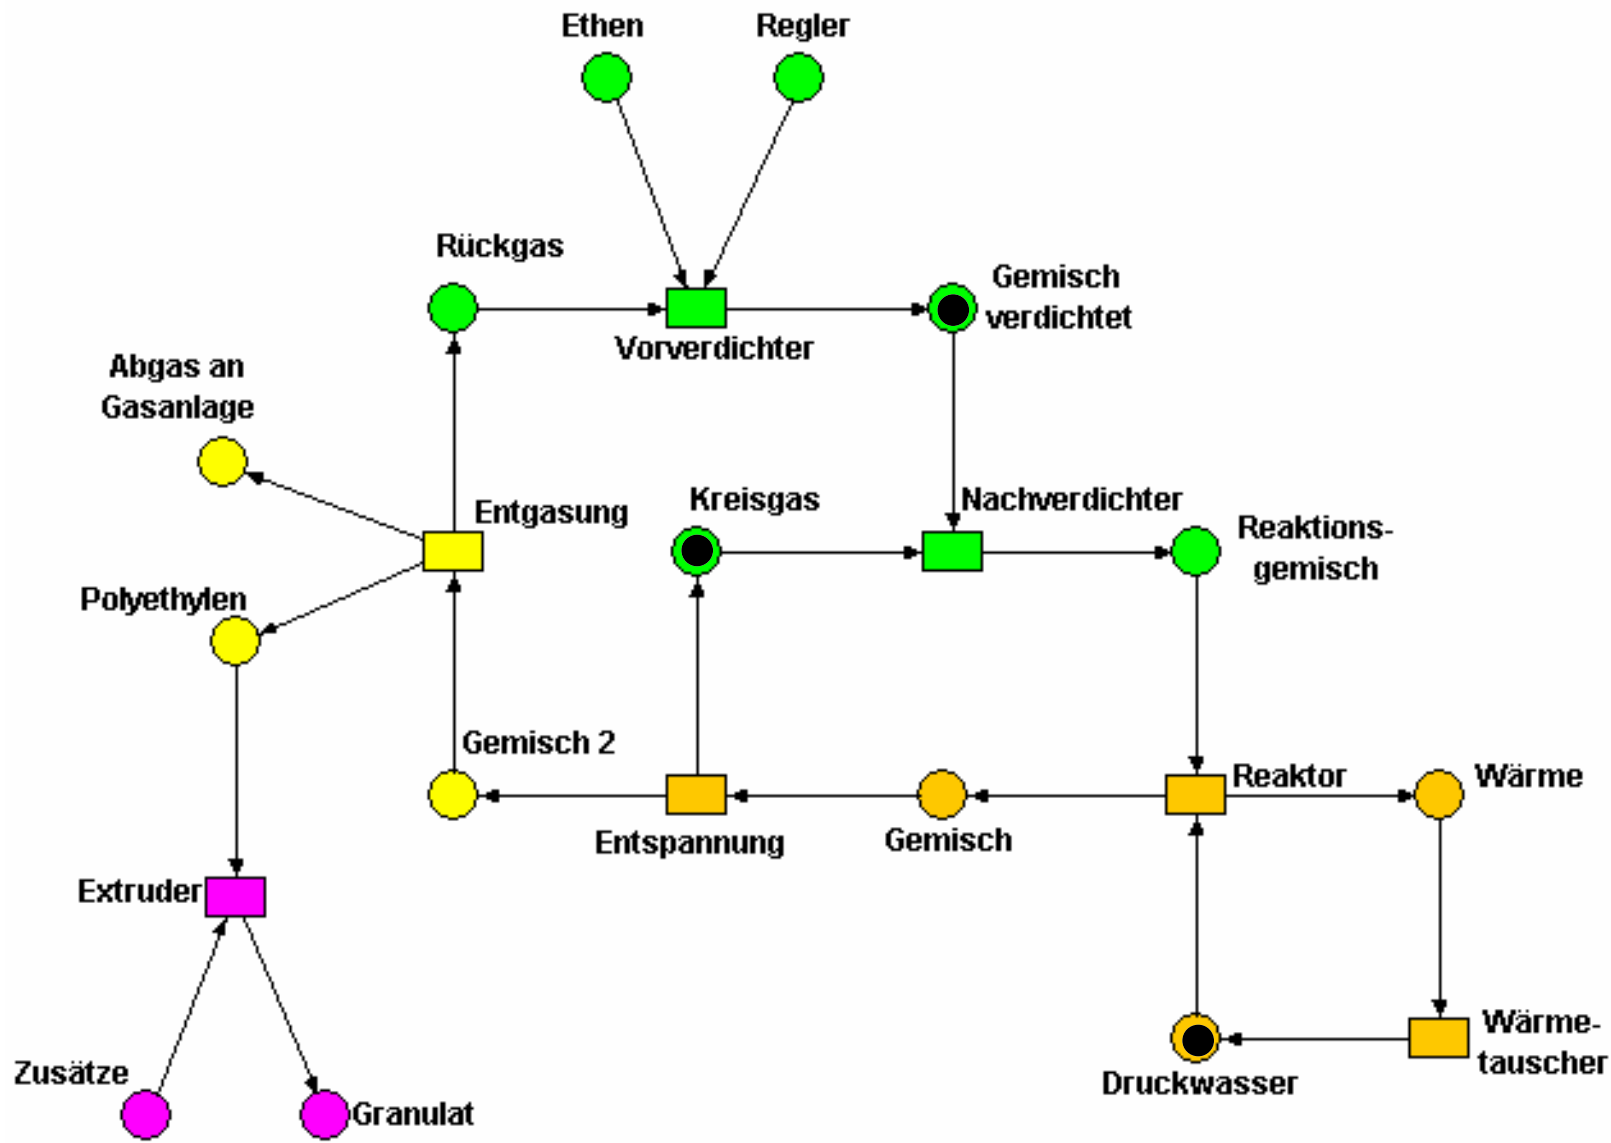 Ethen
Regler
Rückgas
Gemisch
verdichtet
Vorverdichter
Abgas an
Gasanlage
Kreisgas
Nachverdichter
Entgasung
Reaktions-
gemisch
Polyethylen
Gemisch 2
Reaktor
Wärme
Entspannung
Gemisch
Extruder
Wärme-
tauscher
Zusätze
Druckwasser
Granulat